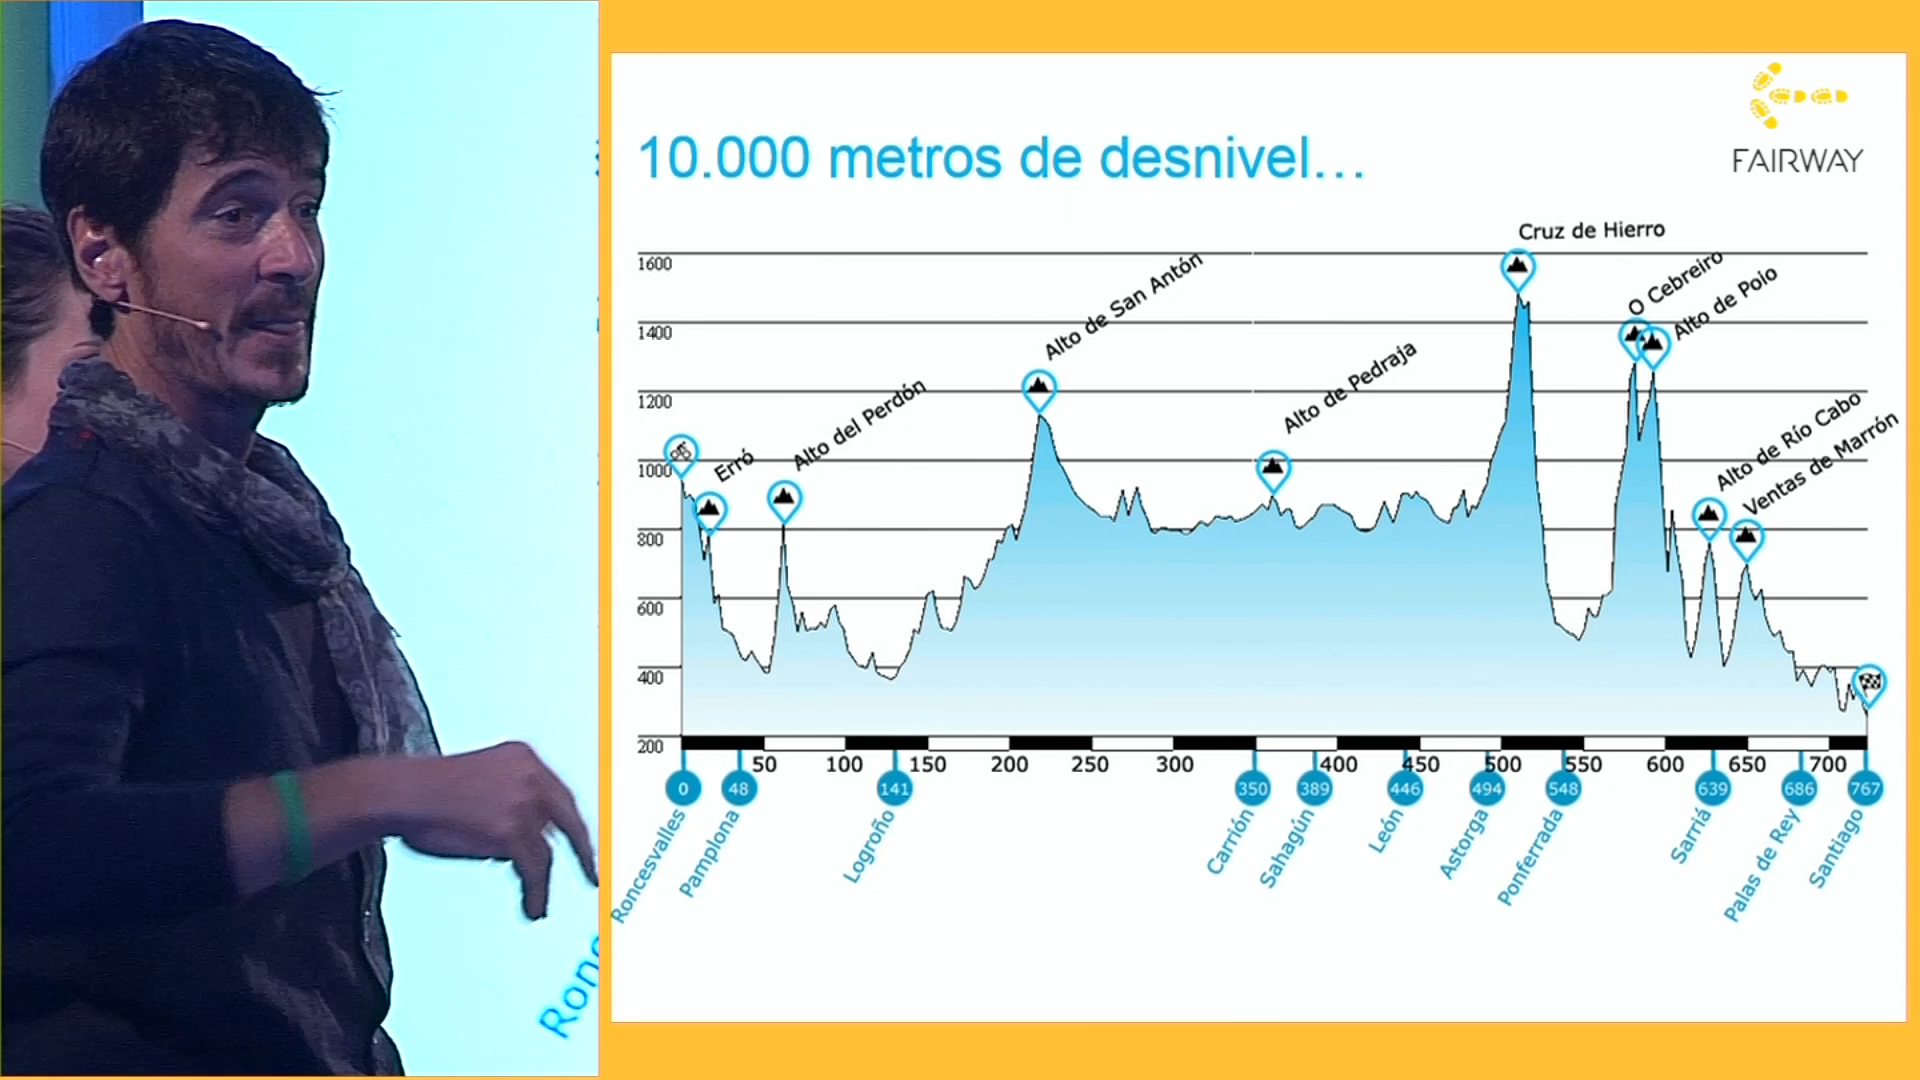 FAIRWAY
10.000 metros de desnivel...
Cruz de Hierro
O Cebreiro
Alto de Poio
Alto de San Antón
Alto de Pedraja
Alto del Perdón
Erró
Alto de Río Cabo
Ventas de Marrón
1600
1400
1200
1000
800
600
400
200
50 100 150 200 250 300 400 450 500 550 600 650 700
0 48 141 350 389 446 494 548 639 686 767
Roncesvalles
Pamplona
Logroño
Carrión
Sahagún
León
Astorga
Ponferrada
Sarriá
Palas de Rey
Santiago
Ronc